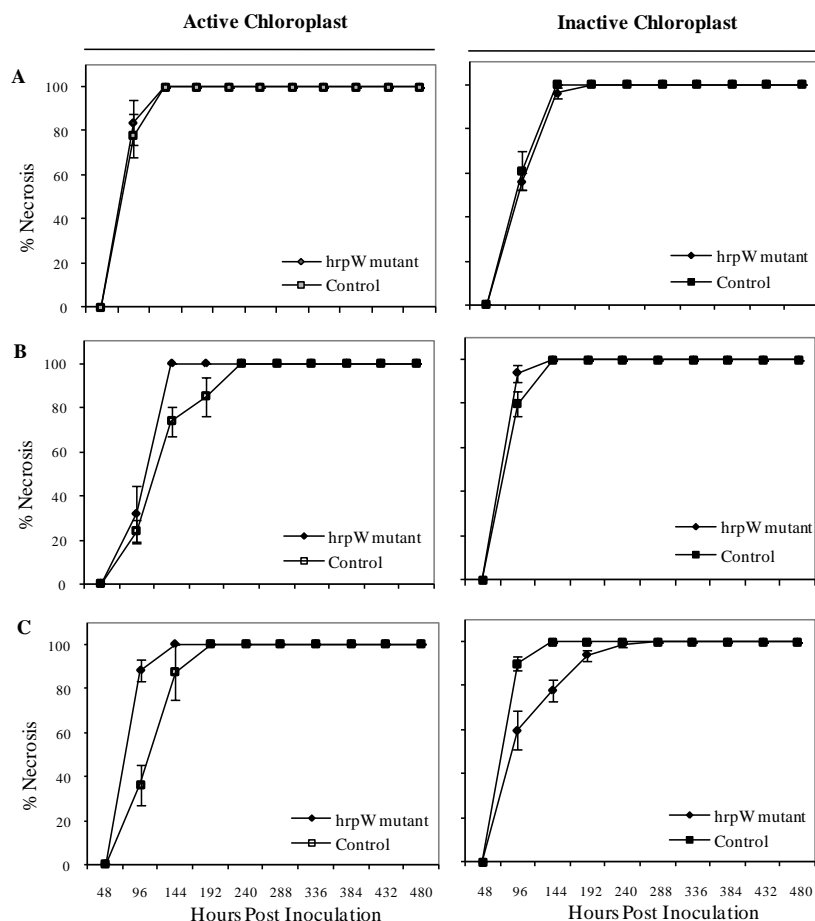 Active Chloroplast
Inactive Chloroplast
A
100
80
60
40
20
0
% Necrosis
hrpW mutant
Control
hrpW mutant
Control
B
100
80
60
40
20
0
% Necrosis
hrpW mutant
Control
hrpW mutant
Control
C
100
80
60
40
20
0
% Necrosis
hrpW mutant
Control
hrpW mutant
Control
48 96 144 192 240 288 336 384 432 480
48 96 144 192 240 288 336 384 432 480
Hours Post Inoculation
Hours Post Inoculation